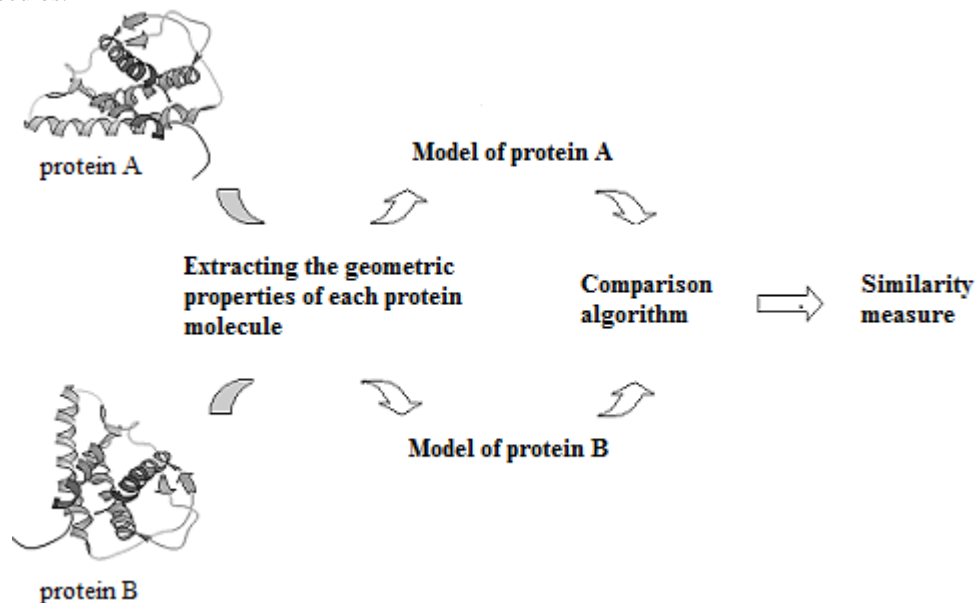 protein A
Model of protein A
Extracting the geometric
properties of each protein
molecule
Comparison
algorithm
Similarity
measure
Model of protein B
protein B